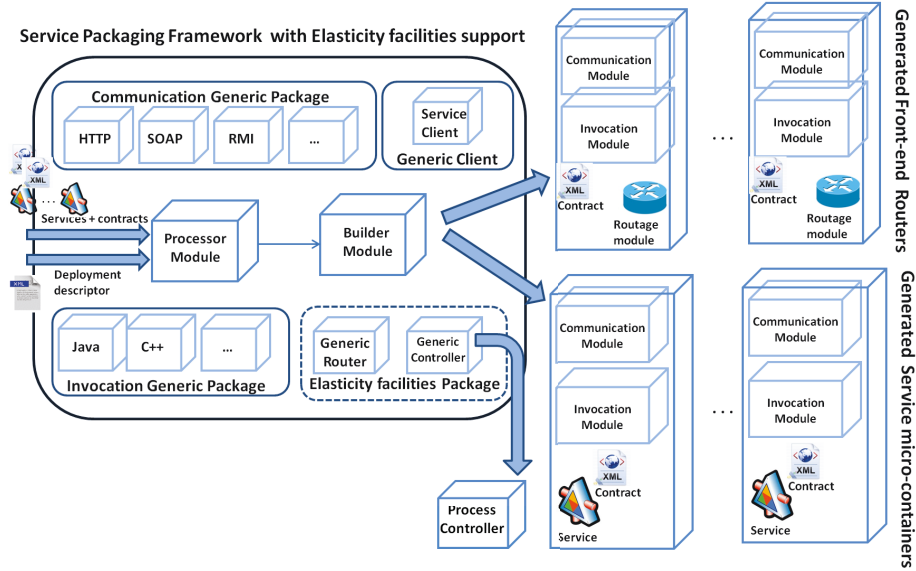 Service Packaging Framework with Elasticity facilities support
Communication Generic Package
HTTP
SOAP
RMI
...
Service
Client
Generic Client
XML
XML
...
Services + contracts
Processor
Module
Builder
Module
Deployment
descriptor
XML
Java
C++
...
Invocation Generic Package
Generic
Router
Generic
Controller
Elasticity facilities Package
Process
Controller
Communication
Module
Invocation
Module
XML
Contract
Routage
module
...
Communication
Module
Invocation
Module
XML
Contract
Routage
module
Generated Front-end Routers
Communication
Module
Invocation
Module
XML
Contract
Service
...
Communication
Module
Invocation
Module
XML
Contract
Service
Generated Service micro-containers